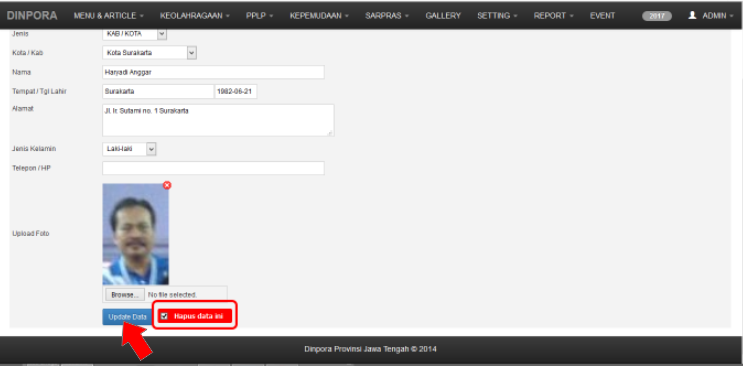 DINPORA MENU & ARTICLE KEOLAHRAGAAN PPLP KEPEMUDAAN SARPRAS GALLERY SETTING REPORT EVENT 2017 ADMIN
Jenis KAB / KOTA
Kota / Kab Kota Surakarta
Nama Haryadi Anggar
Tempat / Tgl Lahir Surakarta 1982-06-21
Alamat Jl. Ir. Sutami no. 1 Surakarta
Jenis Kelamin Laki-laki
Telepon / HP
Upload Foto
Browse... No file selected.
Update Data Hapus data ini
Dinpora Provinsi Jawa Tengah © 2014